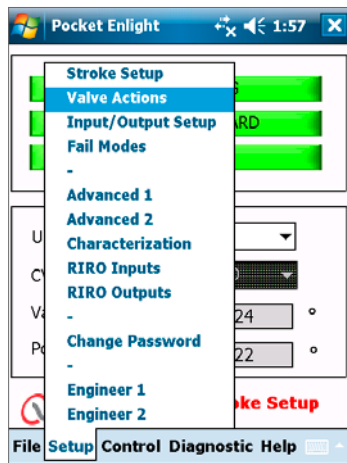 Pocket Enlight 1:57
Stroke Setup
Valve Actions
Input/Output Setup
ARD
Fail Modes
-
Advanced 1
Advanced 2
U
Characterization
RIRO Inputs
RIRO Outputs
-
24 °
Change Password
22 °
-
Engineer 1
oke Setup
Engineer 2
File Setup Control Diagnostic Help